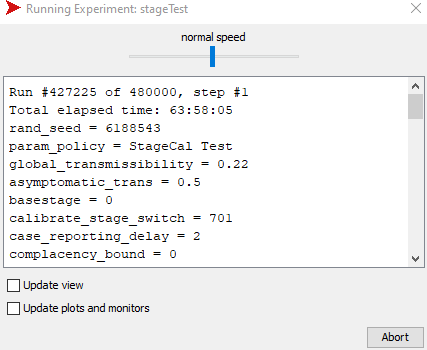 Running Experiment: stageTest
normal speed
Run #427225 of 480000, step #1
Total elapsed time: 63:58:05
rand_seed = 6188543
param_policy = StageCal Test
global_transmissibility = 0.22
asymptomatic_trans = 0.5
basestage = 0
calibrate_stage_switch = 701
case_reporting_delay = 2
complacency_bound = 0
Update view
Update plots and monitors
Abort